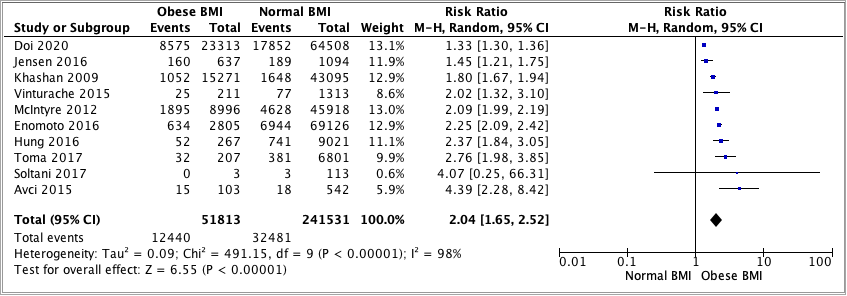 Obese BMI Normal BMI Risk Ratio Risk Ratio
Study or Subgroup Events Total Events Total Weight M-H, Random, 95% CI M-H, Random, 95% CI
Doi 2020 8575 23313 17852 64508 13.1% 1.33 [1.30, 1.36]
Jensen 2016 160 637 189 1094 11.9% 1.45 [1.21, 1.75]
Khashan 2009 1052 15271 1648 43095 12.9% 1.80 [1.67, 1.94]
Vinturache 2015 25 211 77 1313 8.6% 2.02 [1.32, 3.10]
McIntyre 2012 1895 8996 4628 45918 13.0% 2.09 [1.99, 2.19]
Enomoto 2016 634 2805 6944 69126 12.9% 2.25 [2.09, 2.42]
Hung 2016 52 267 741 9021 11.1% 2.37 [1.84, 3.05]
Toma 2017 32 207 381 6801 9.9% 2.76 [1.98, 3.85]
Soltani 2017 0 3 3 113 0.6% 4.07 [0.25, 66.31]
Avci 2015 15 103 18 542 5.9% 4.39 [2.28, 8.42]
Total (95% CI) 51813 241531 100.0% 2.04 [1.65, 2.52]
Total events 12440 32481
Heterogeneity: Tau² = 0.09; Chi² = 491.15, df = 9 (P < 0.00001); I² = 98%
Test for overall effect: Z = 6.55 (P < 0.00001)
0.01 0.1 1 10 100
Normal BMI Obese BMI